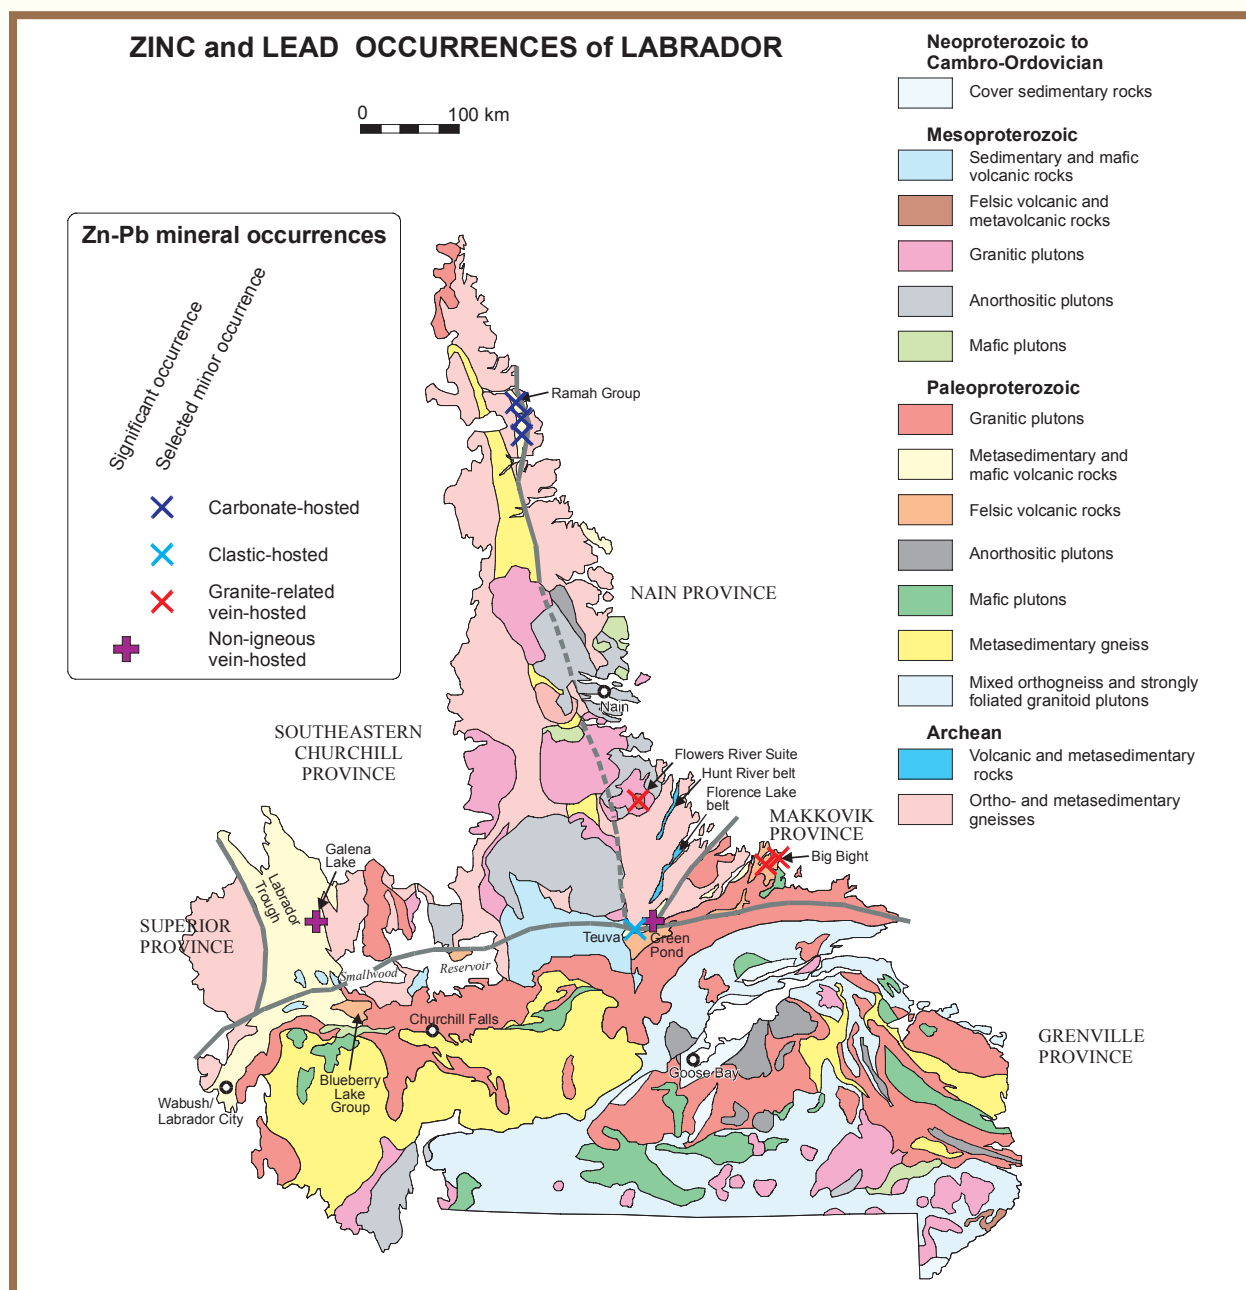 ZINC and LEAD OCCURRENCES of LABRADOR
0 100 km
Zn-Pb mineral occurrences
Significant occurrence
Selected minor occurrence
Carbonate-hosted
Clastic-hosted
Granite-related
vein-hosted
Non-igneous
vein-hosted
Neoproterozoic to
Cambro-Ordovician
Cover sedimentary rocks
Mesoproterozoic
Sedimentary and mafic
volcanic rocks
Felsic volcanic and
metavolcanic rocks
Granitic plutons
Anorthositic plutons
Mafic plutons
Paleoproterozoic
Granitic plutons
Metasedimentary and
mafic volcanic rocks
Felsic volcanic rocks
Anorthositic plutons
Mafic plutons
Metasedimentary gneiss
Mixed orthogneiss and strongly
foliated granitoid plutons
Archean
Volcanic and metasedimentary
rocks
Ortho- and metasedimentary
gneisses
Ramah Group
NAIN PROVINCE
Nain
SOUTHEASTERN
CHURCHILL
PROVINCE
Flowers River Suite
Hunt River belt
Florence Lake
belt
MAKKOVIK
PROVINCE
Big Bight
Galena
Lake
Labrador
Trough
SUPERIOR
PROVINCE
Teuva
Green
Pond
Smallwood
Reservoir
Churchill Falls
GRENVILLE
PROVINCE
Goose Bay
Blueberry
Lake
Group
Wabush/
Labrador City